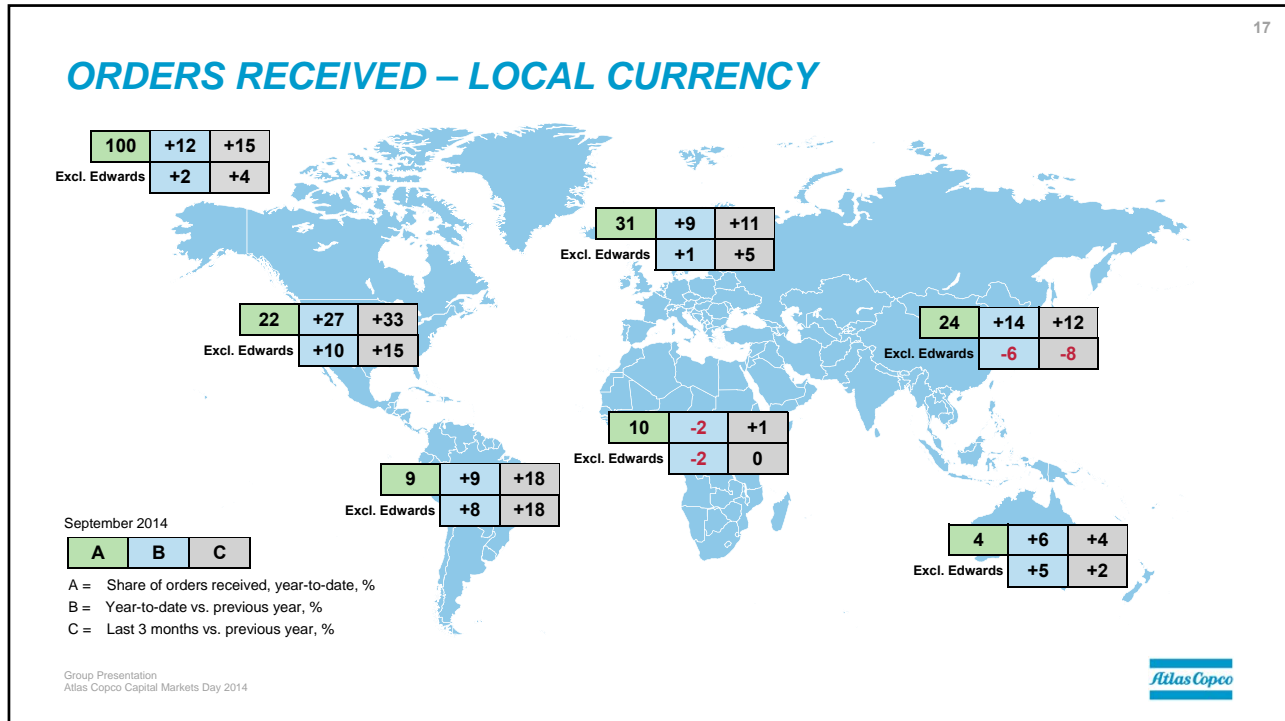 17
ORDERS RECEIVED – LOCAL CURRENCY
100 +12 +15
Excl. Edwards +2 +4
31 +9 +11
Excl. Edwards +1 +5
22 +27 +33
Excl. Edwards +10 +15
24 +14 +12
Excl. Edwards -6 -8
10 -2 +1
Excl. Edwards -2 0
9 +9 +18
Excl. Edwards +8 +18
4 +6 +4
Excl. Edwards +5 +2
September 2014
A B C
A = Share of orders received, year-to-date, %
B = Year-to-date vs. previous year, %
C = Last 3 months vs. previous year, %
Group Presentation
Atlas Copco Capital Markets Day 2014
Atlas Copco